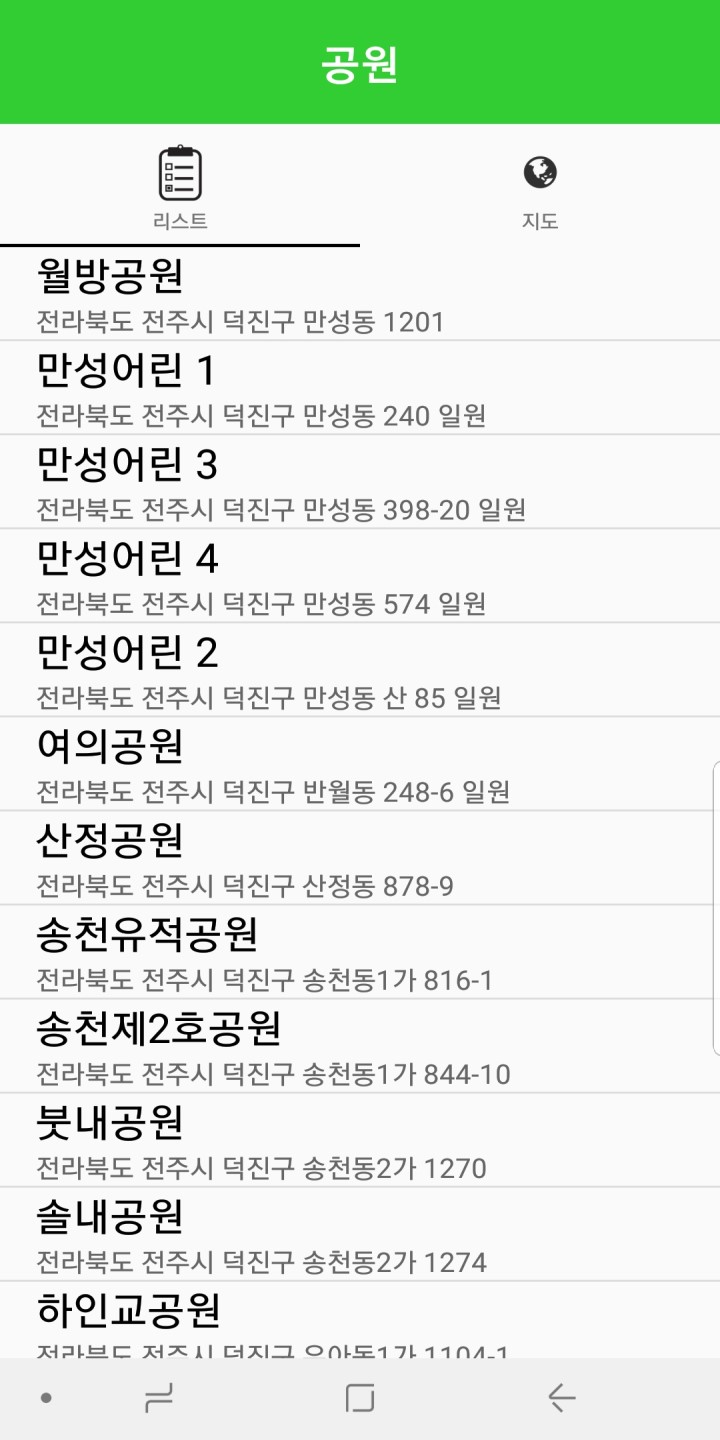 공원
리스트
지도
월방공원
전라북도 전주시 덕진구 만성동 1201
만성어린 1
전라북도 전주시 덕진구 만성동 240 일원
만성어린 3
전라북도 전주시 덕진구 만성동 398-20 일원
만성어린 4
전라북도 전주시 덕진구 만성동 574 일원
만성어린 2
전라북도 전주시 덕진구 만성동 산 85 일원
여의공원
전라북도 전주시 덕진구 반월동 248-6 일원
산정공원
전라북도 전주시 덕진구 산정동 878-9
송천유적공원
전라북도 전주시 덕진구 송천동1가 816-1
송천제2호공원
전라북도 전주시 덕진구 송천동1가 844-10
붓내공원
전라북도 전주시 덕진구 송천동2가 1270
솔내공원
전라북도 전주시 덕진구 송천동2가 1274
하인교공원
전라북도 전주시 덕진구 1104-1